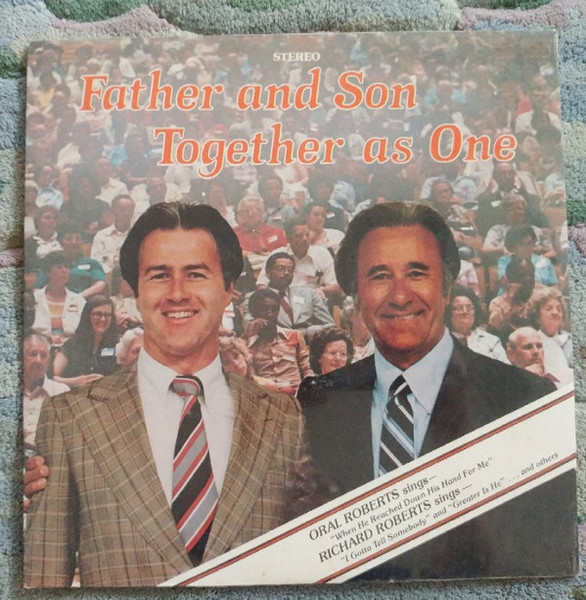 STEREO
Father and Son
Together as One
ORAL ROBERTS sings—
"When He Reached Down His Hand For Me"
RICHARD ROBERTS sings—
"I Gotta Tell Somebody" and "Greater Is He" . . . and others